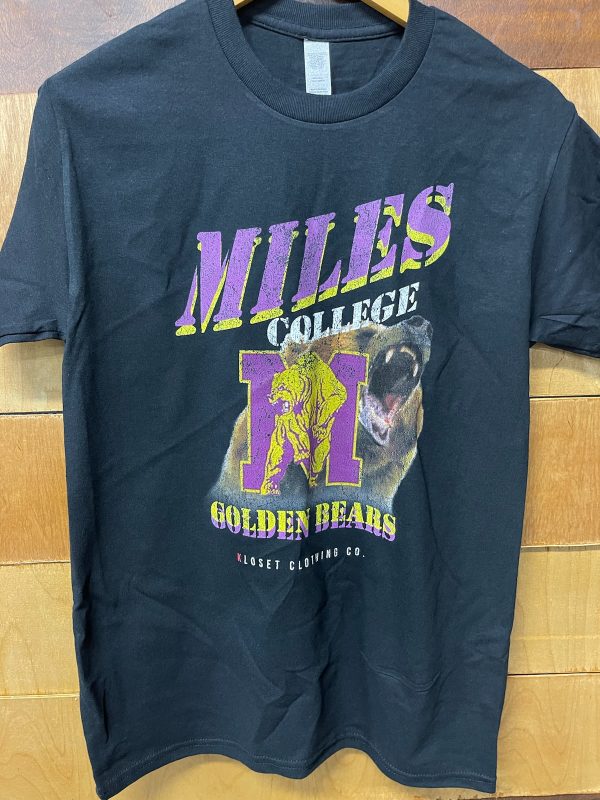 MILES
COLLEGE
M
GOLDEN BEARS
KLOSET CLOTHING CO.